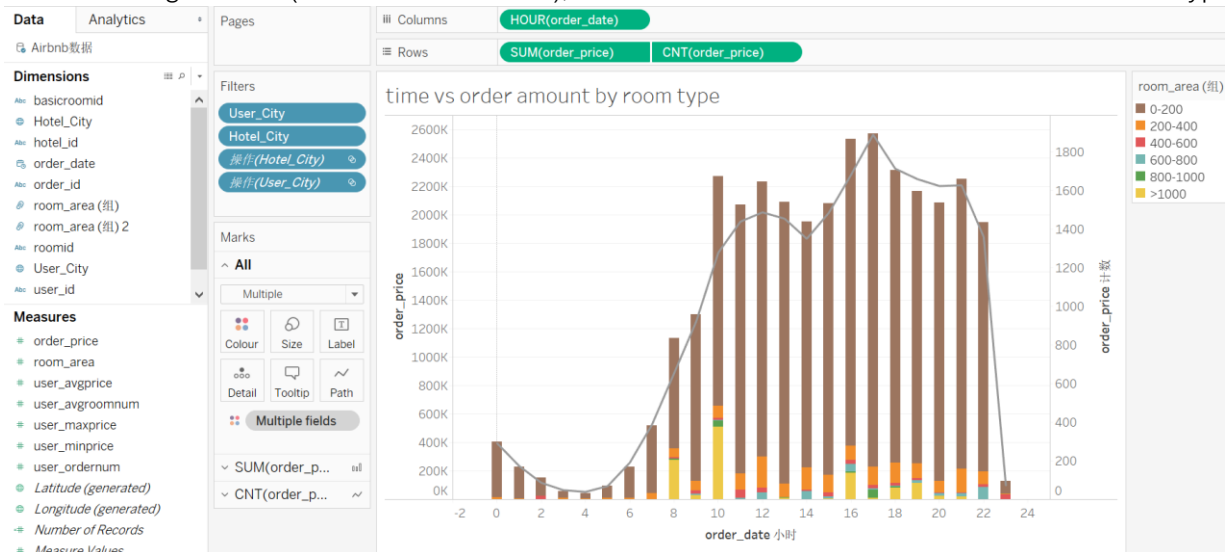 Data
Analytics
Airbnb数据
Dimensions
Abc basicroomid
Hotel_City
Abc hotel_id
order_date
Abc order_id
room_area (组)
room_area (组) 2
Abc roomid
User_City
Abc user_id
Measures
# order_price
# room_area
# user_avgprice
# user_avgroomnum
# user_maxprice
# user_minprice
# user_ordernum
Latitude (generated)
Longitude (generated)
Number of Records
Measure Values
Pages
Filters
User_City
Hotel_City
操作(Hotel_City)
操作(User_City)
Marks
All
Multiple
Colour Size Label
Detail Tooltip Path
Multiple fields
SUM(order_p...
CNT(order_p...
Columns HOUR(order_date)
Rows SUM(order_price) CNT(order_price)
time vs order amount by room type
order_price
2600K
2400K
2200K
2000K
1800K
1600K
1400K
1200K
1000K
800K
600K
400K
200K
0K
-2 0 2 4 6 8 10 12 14 16 18 20 22 24
order_date 小时
1800
1600
1400
1200
1000
800
600
400
200
0
order_price 计数
room_area (组)
0-200
200-400
400-600
600-800
800-1000
>1000